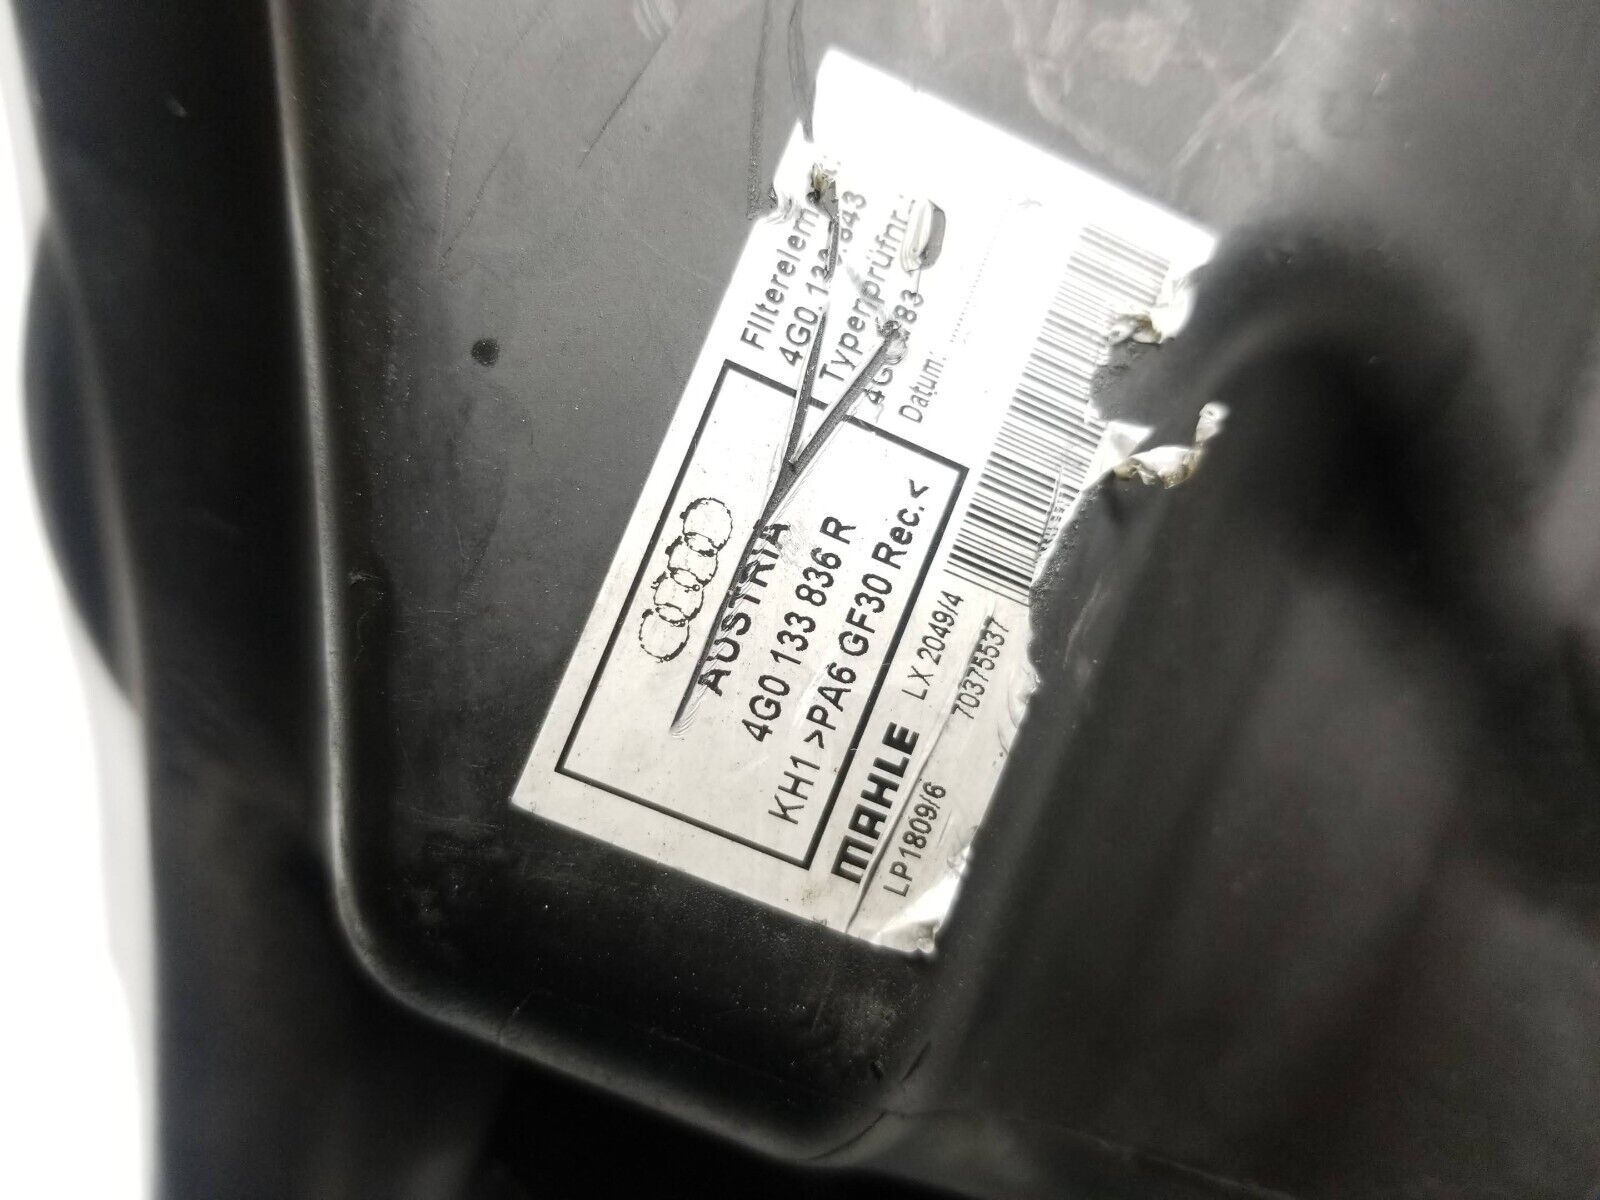 AUSTRIA
4G0 133 836 R
KH1 >PA6 GF30 Rec.<
Filterelem
4G0.133.843
Typenprüfnr.:
Datum:
MAHLE
LX 2049/4
LP1809/6
70375537